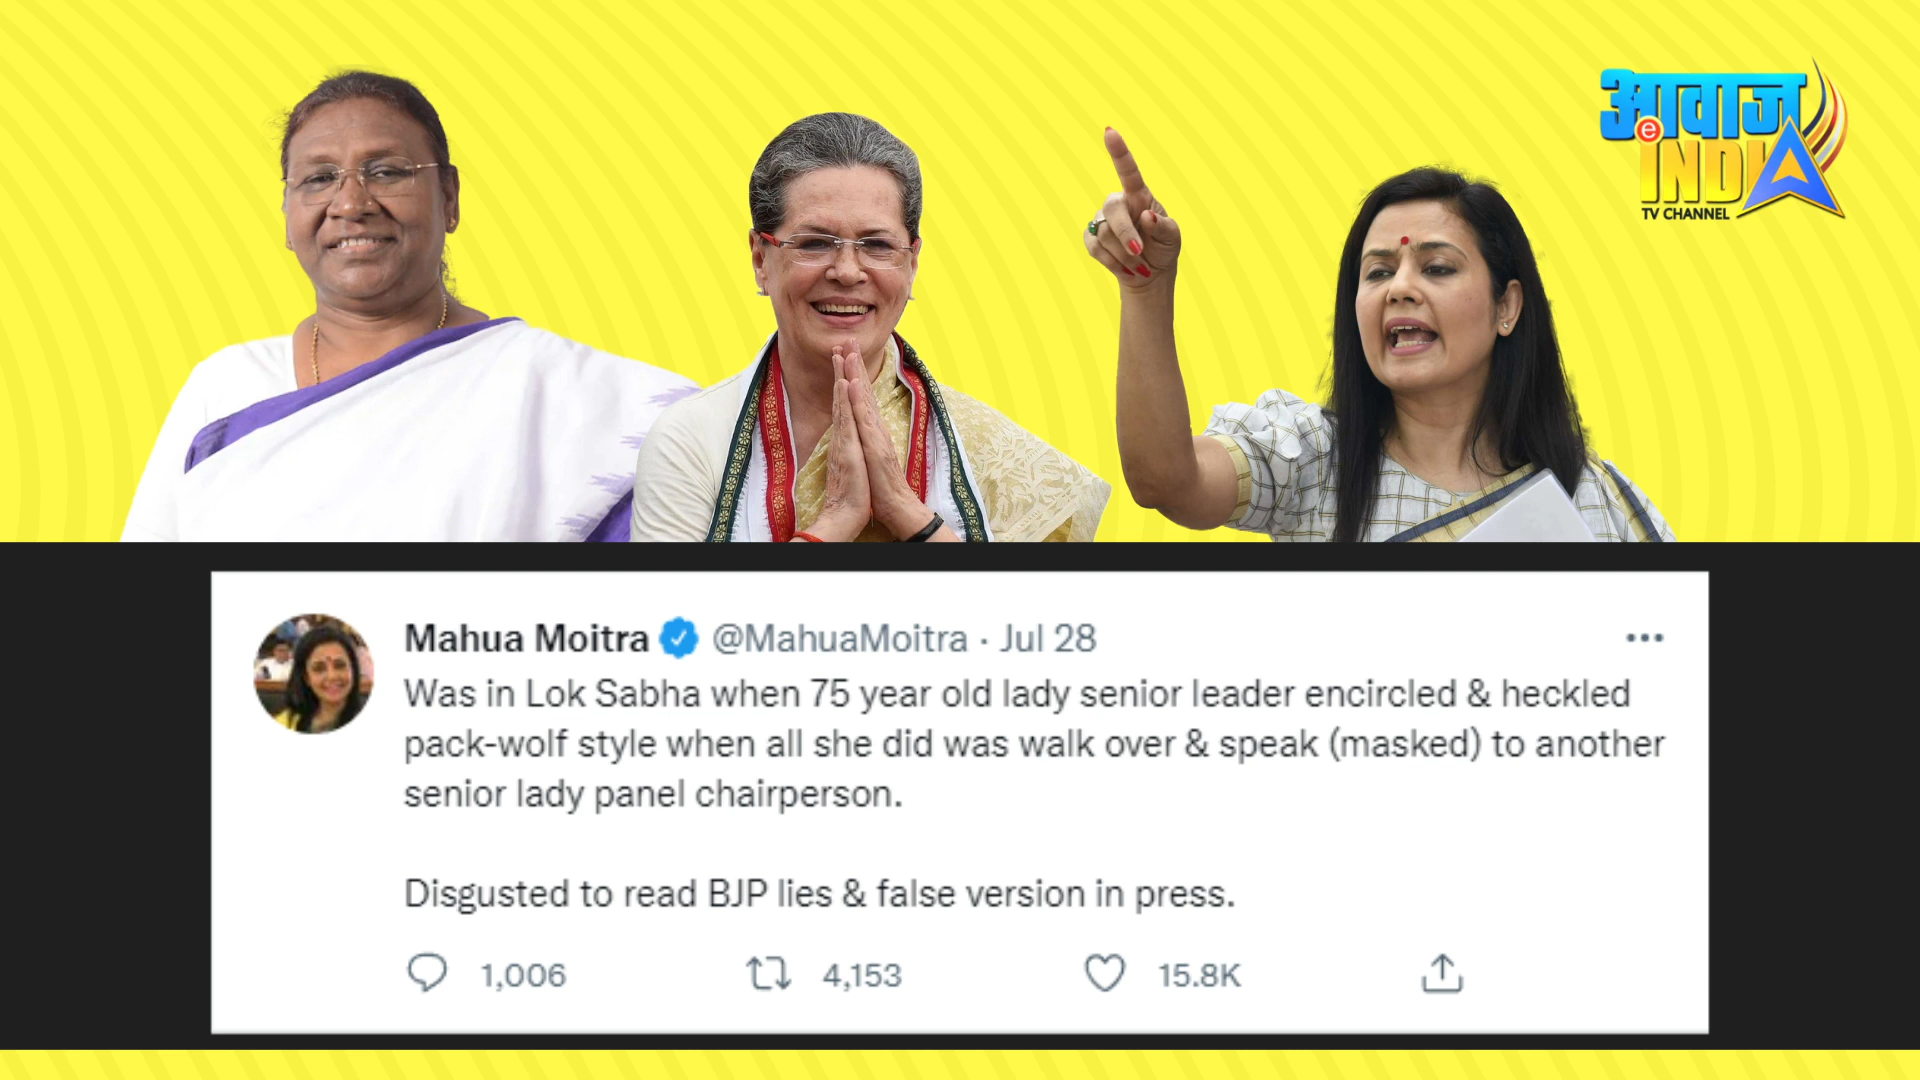 आवाज
e
INDIA
TV CHANNEL
Mahua Moitra @MahuaMoitra · Jul 28
Was in Lok Sabha when 75 year old lady senior leader encircled & heckled
pack-wolf style when all she did was walk over & speak (masked) to another
senior lady panel chairperson.
Disgusted to read BJP lies & false version in press.
1,006 4,153 15.8K